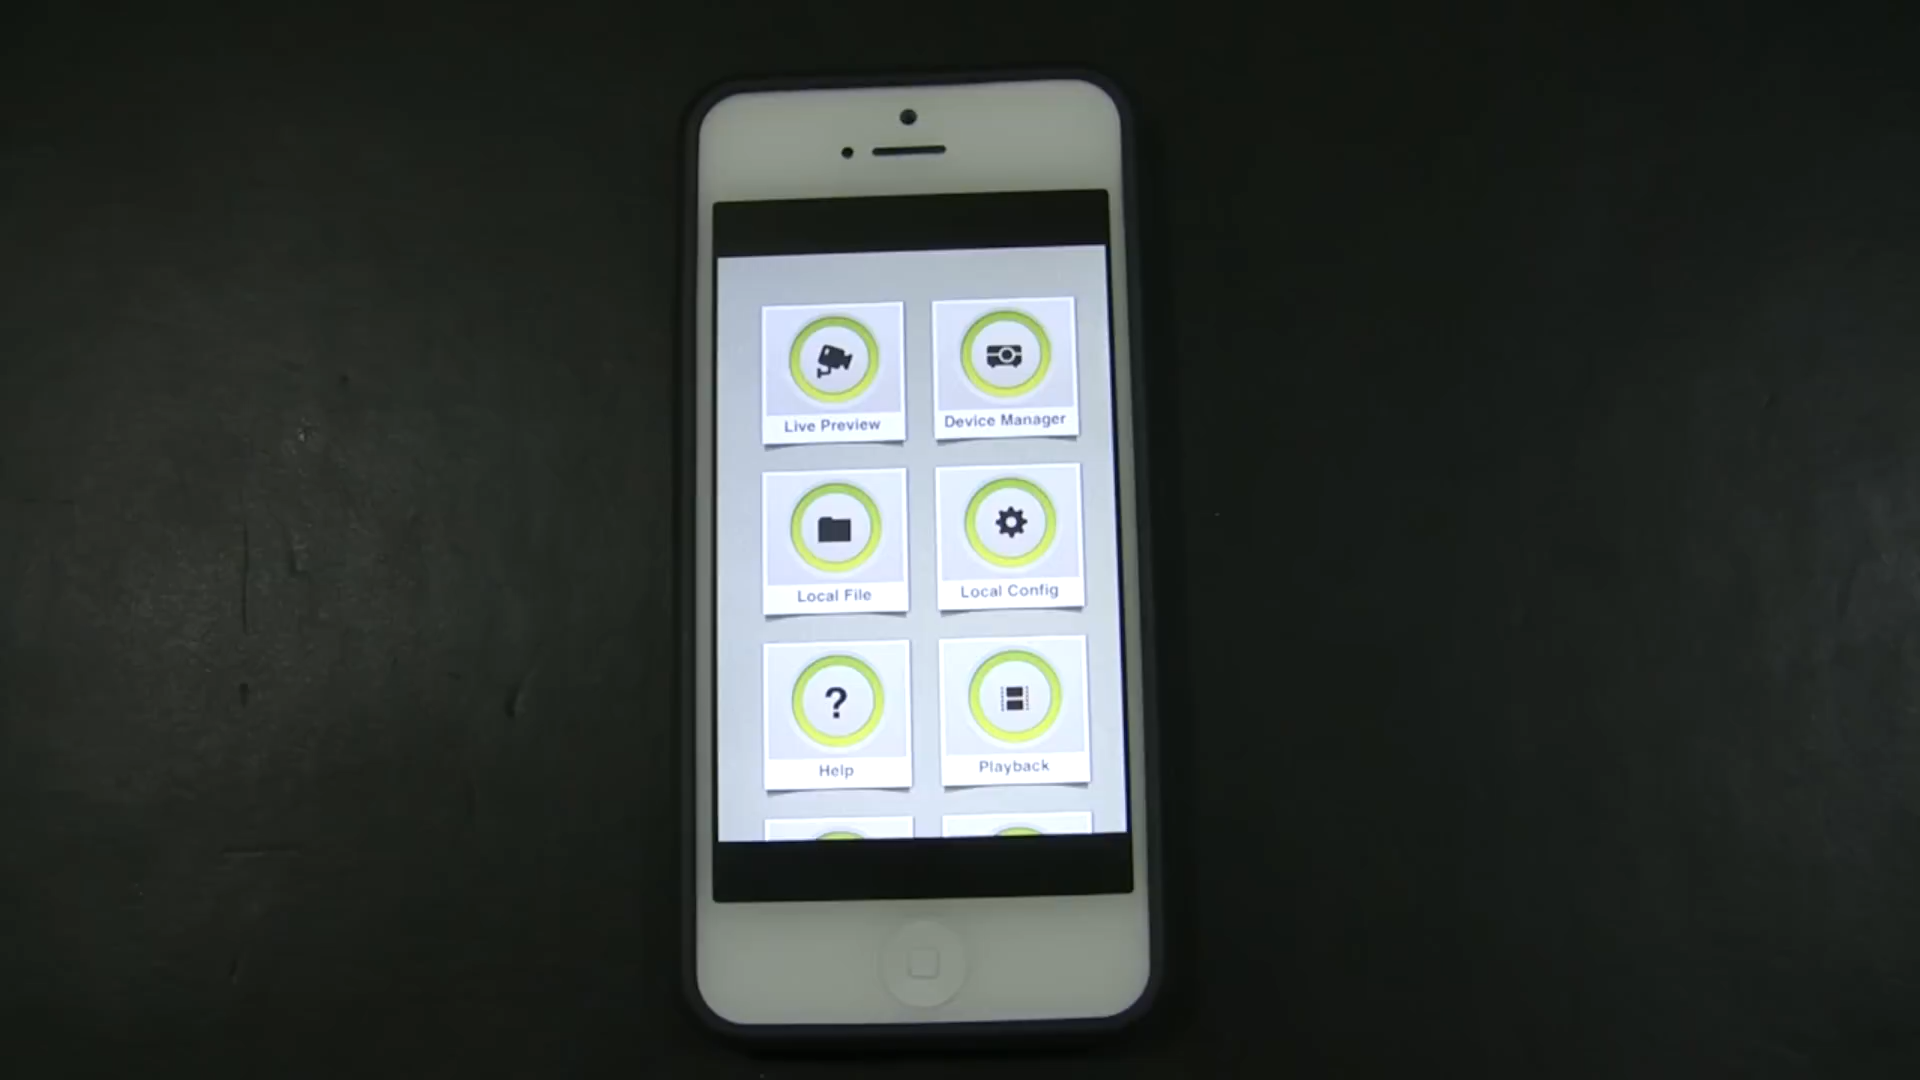 Live Preview
Device Manager
Local File
Local Config
?
Help
Playback